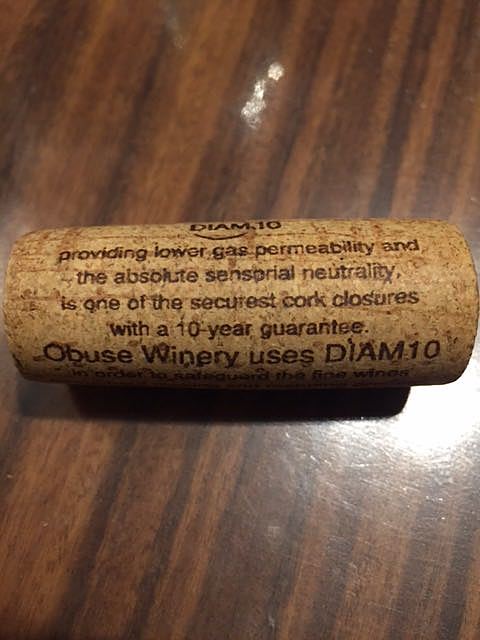 DIAM10
providing lower gas permeability and
the absolute sensorial neutrality,
is one of the securest cork closures
with a 10-year guarantee.
Obuse Winery uses DIAM10
in order to safeguard the fine wines